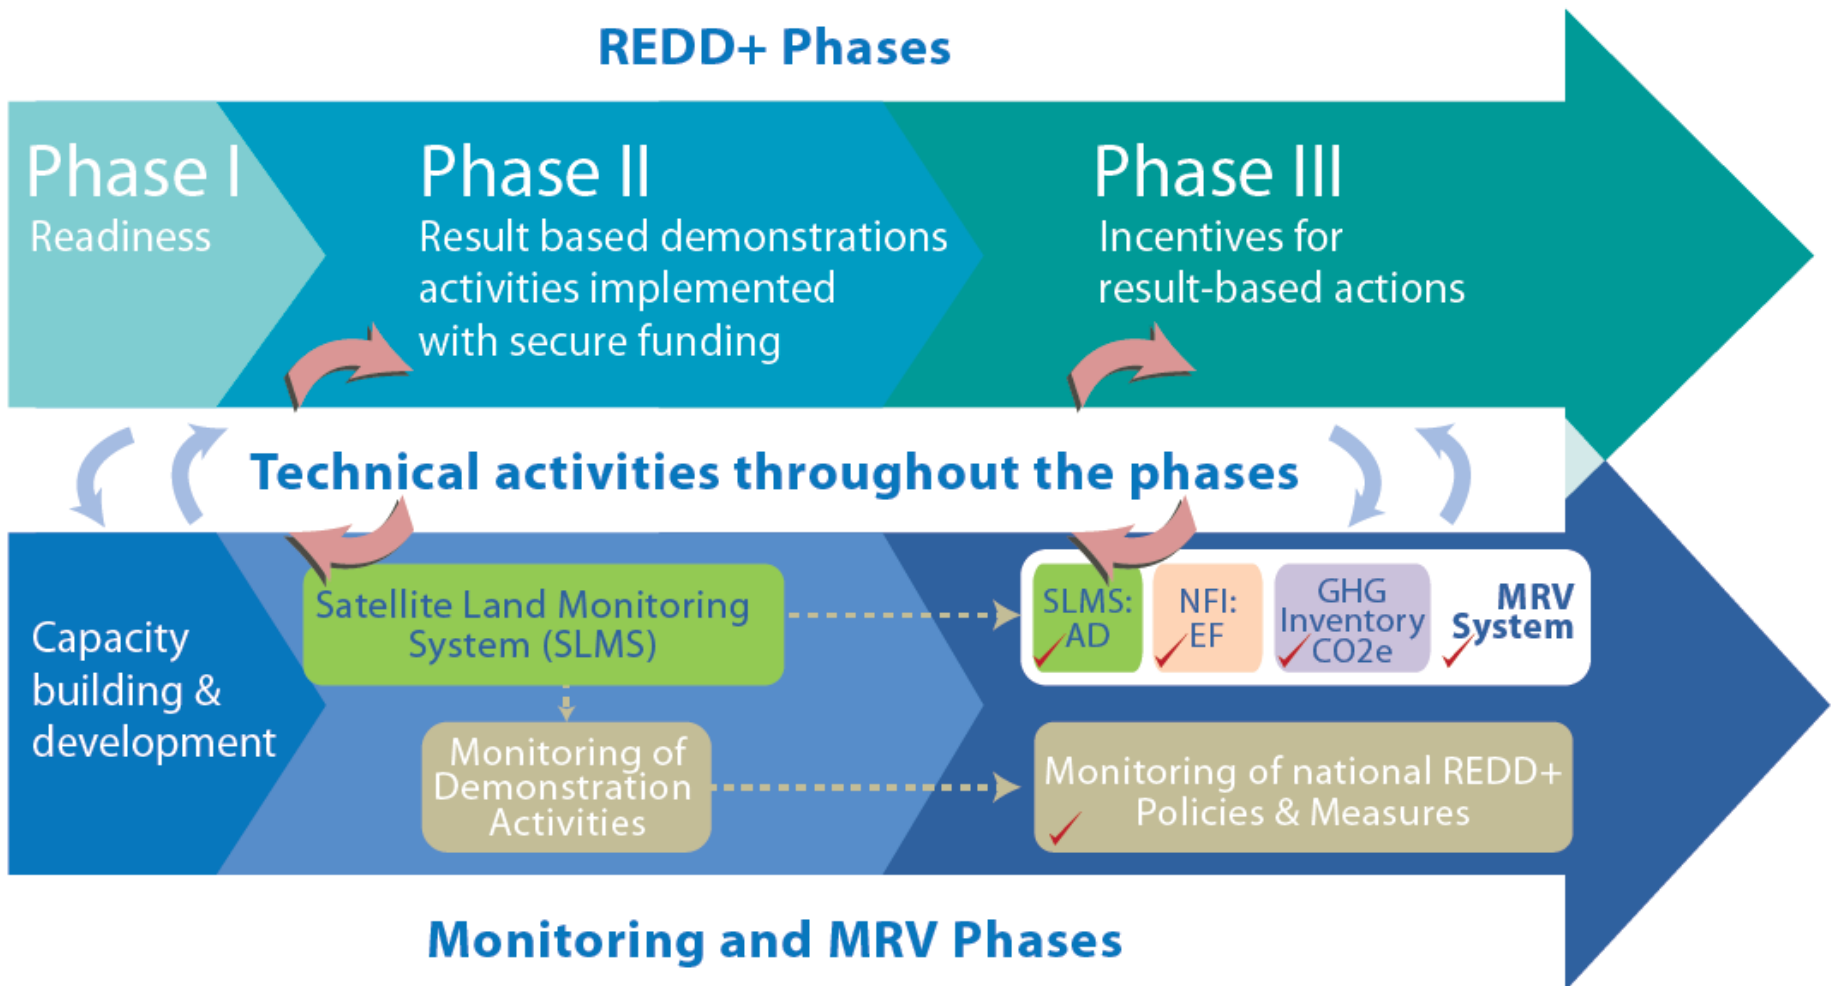 REDD+ Phases
Phase I
Readiness
Phase II
Result based demonstrations
activities implemented
with secure funding
Phase III
Incentives for
result-based actions
Technical activities throughout the phases
Capacity
building &
development
Satellite Land Monitoring
System (SLMS)
Monitoring of
Demonstration
Activities
SLMS:
AD
NFI:
EF
GHG
Inventory
CO2e
MRV
System
Monitoring of national REDD+
Policies & Measures
Monitoring and MRV Phases